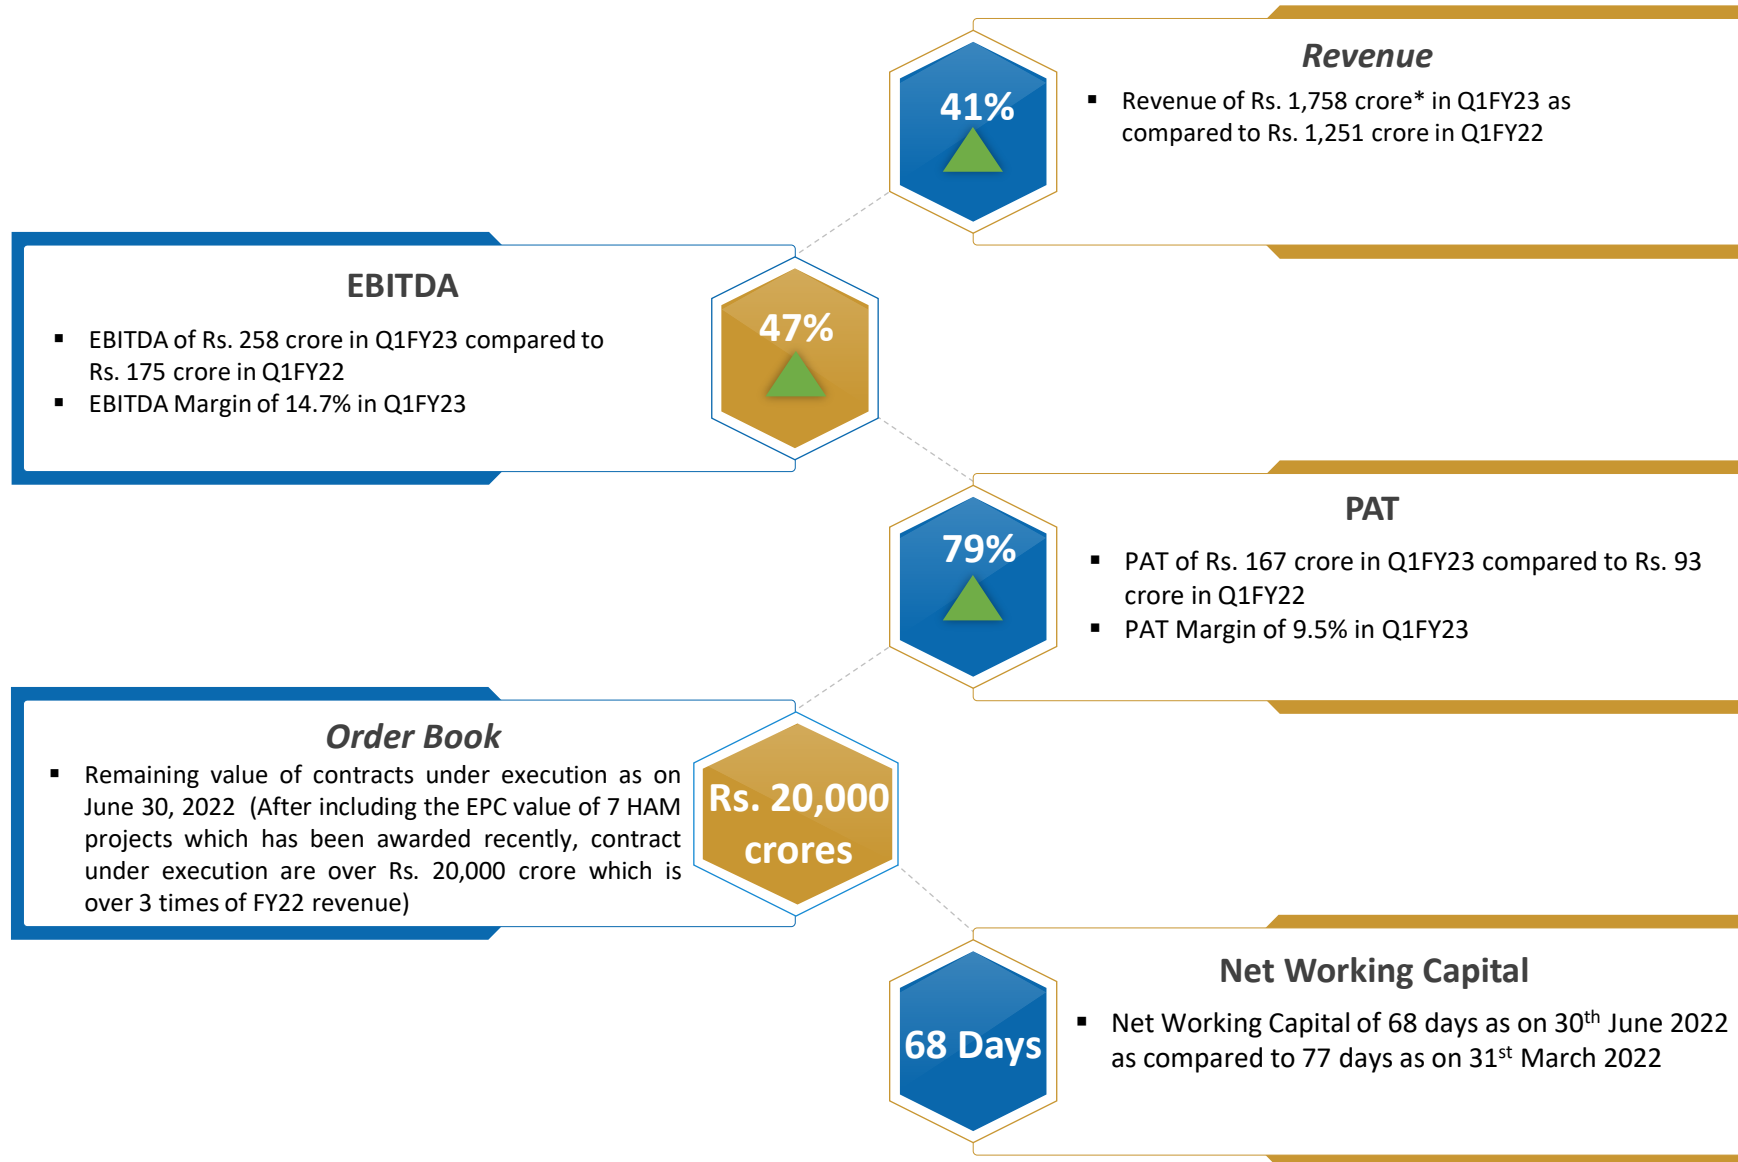 Revenue
41%
▪ Revenue of Rs. 1,758 crore* in Q1FY23 as
compared to Rs. 1,251 crore in Q1FY22
EBITDA
▪ EBITDA of Rs. 258 crore in Q1FY23 compared to
Rs. 175 crore in Q1FY22
▪ EBITDA Margin of 14.7% in Q1FY23
47%
PAT
79%
▪ PAT of Rs. 167 crore in Q1FY23 compared to Rs. 93
crore in Q1FY22
▪ PAT Margin of 9.5% in Q1FY23
Order Book
▪ Remaining value of contracts under execution as on
June 30, 2022 (After including the EPC value of 7 HAM
projects which has been awarded recently, contract
under execution are over Rs. 20,000 crore which is
over 3 times of FY22 revenue)
Rs. 20,000
crores
Net Working Capital
68 Days
▪ Net Working Capital of 68 days as on 30th June 2022
as compared to 77 days as on 31st March 2022